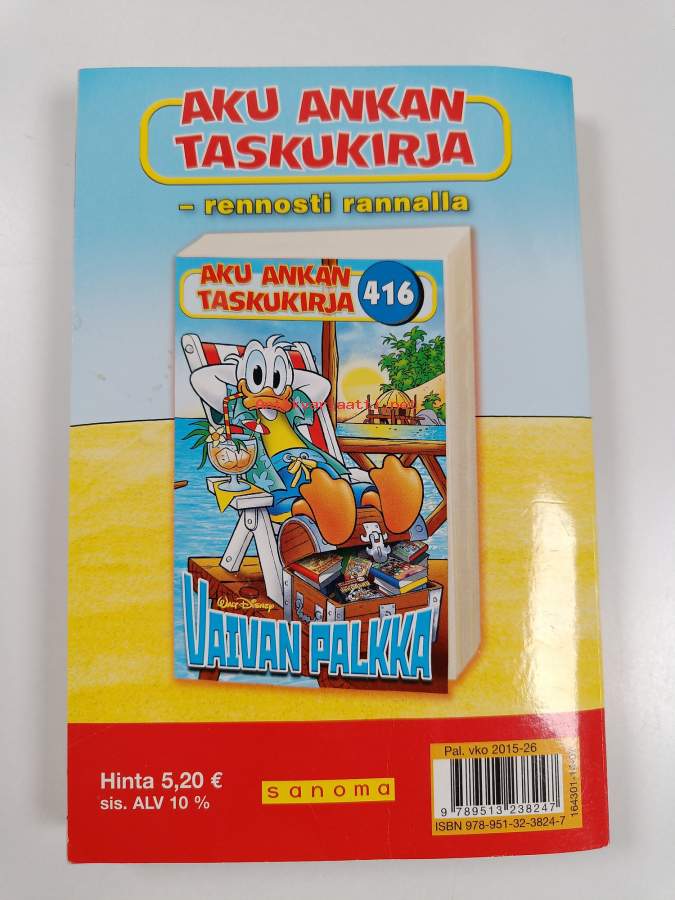 AKU ANKAN
TASKUKIRJA
– rennosti rannalla
AKU ANKAN
TASKUKIRJA
416
WALT DISNEY
VAIVAN PALKKA
Pal. vko 2015-26
Hinta 5,20 €
sis. ALV 10 %
sanoma
9 789513 238247
ISBN 978-951-32-3824-7